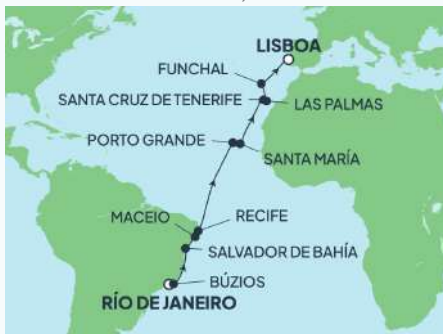 LISBOA
FUNCHAL
SANTA CRUZ DE TENERIFE
LAS PALMAS
PORTO GRANDE
SANTA MARÍA
MACEIO
RECIFE
SALVADOR DE BAHÍA
BÚZIOS
RÍO DE JANEIRO